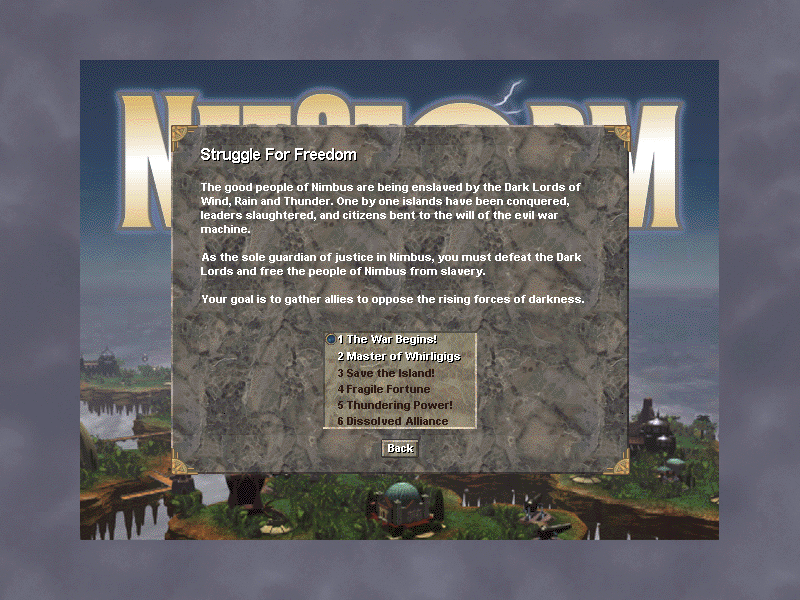 NETSTORM
Struggle For Freedom
The good people of Nimbus are being enslaved by the Dark Lords of
Wind, Rain and Thunder. One by one islands have been conquered,
leaders slaughtered, and citizens bent to the will of the evil war
machine.
As the sole guardian of justice in Nimbus, you must defeat the Dark
Lords and free the people of Nimbus from slavery.
Your goal is to gather allies to oppose the rising forces of darkness.
1 The War Begins!
2 Master of Whirligigs
3 Save the Island!
4 Fragile Fortune
5 Thundering Power!
6 Dissolved Alliance
Back